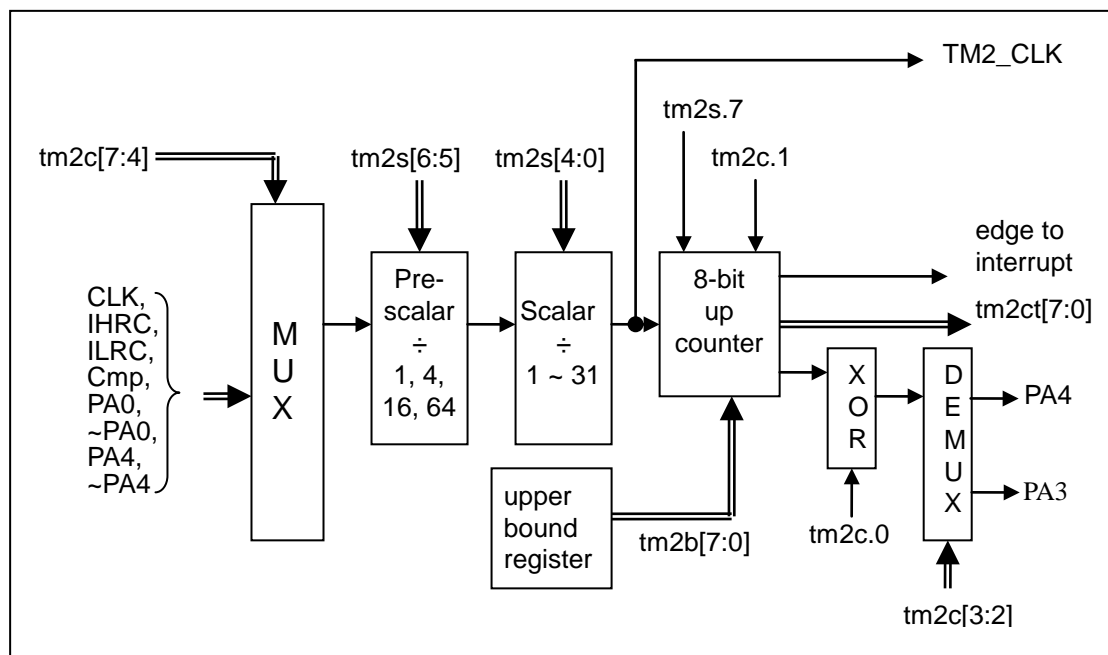 TM2_CLK
tm2s.7
tm2c[7:4]
tm2s[6:5]
tm2s[4:0]
tm2c.1
edge to
interrupt
tm2ct[7:0]
CLK,
IHRC,
ILRC,
Cmp,
PA0,
~PA0,
PA4,
~PA4
M
U
X
Pre-
scalar
÷
1, 4,
16, 64
Scalar
÷
1 ~ 31
8-bit
up
counter
X
O
R
D
E
M
U
X
PA4
PA3
upper
bound
register
tm2b[7:0]
tm2c.0
tm2c[3:2]